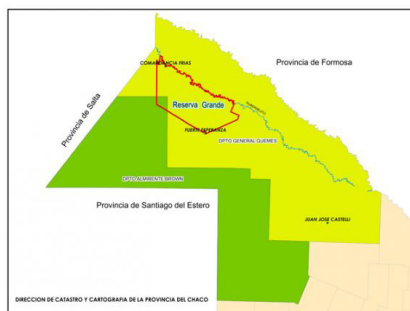 Provincia de Formosa
COMANDANCIA FRIAS
Provincia de Salta
Reserva Grande
FUERTE ESPERANZA
DPTO GENERAL GUEMES
DPTO ALMIRANTE BROWN
Provincia de Santiago del Estero
JUAN JOSE CASTELLI
DIRECCION DE CATASTRO Y CARTOGRAFIA DE LA PROVINCIA DEL CHACO